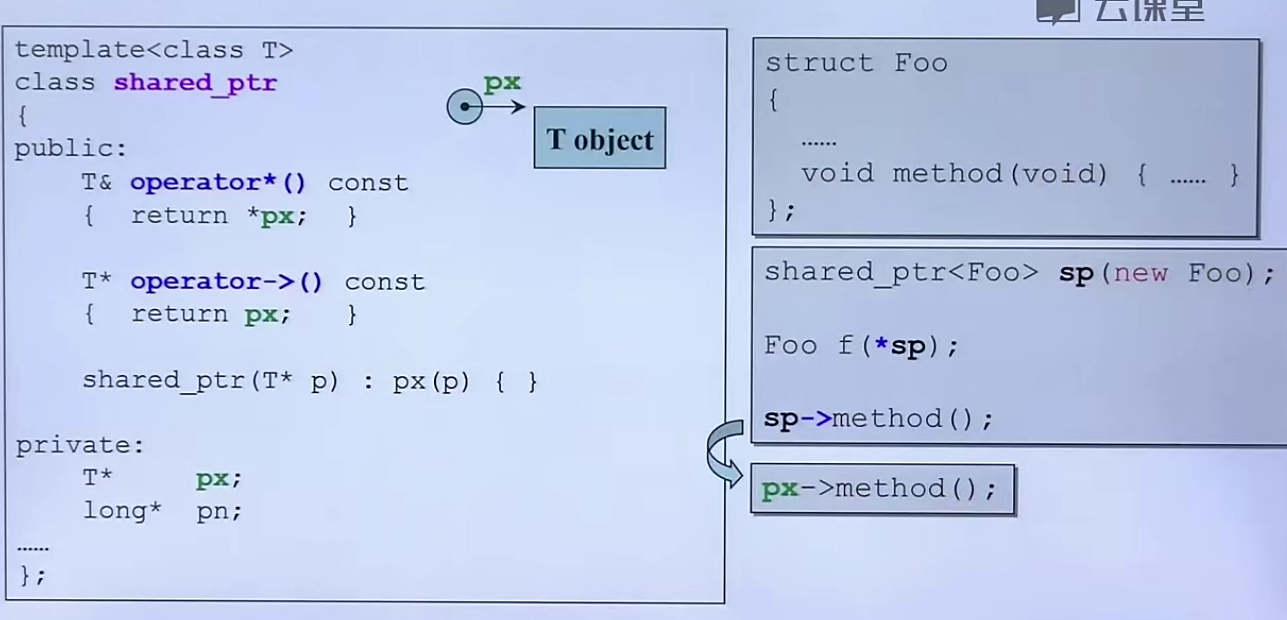 云课堂
template<class T>
class shared_ptr
{
public:
T& operator*() const
{ return *px; }
T* operator->() const
{ return px; }
shared_ptr(T* p) : px(p) { }
private:
T* px;
long* pn;
……
};
px
T object
struct Foo
{
……
void method(void) { …… }
};
shared_ptr<Foo> sp(new Foo);
Foo f(*sp);
sp->method();
px->method();